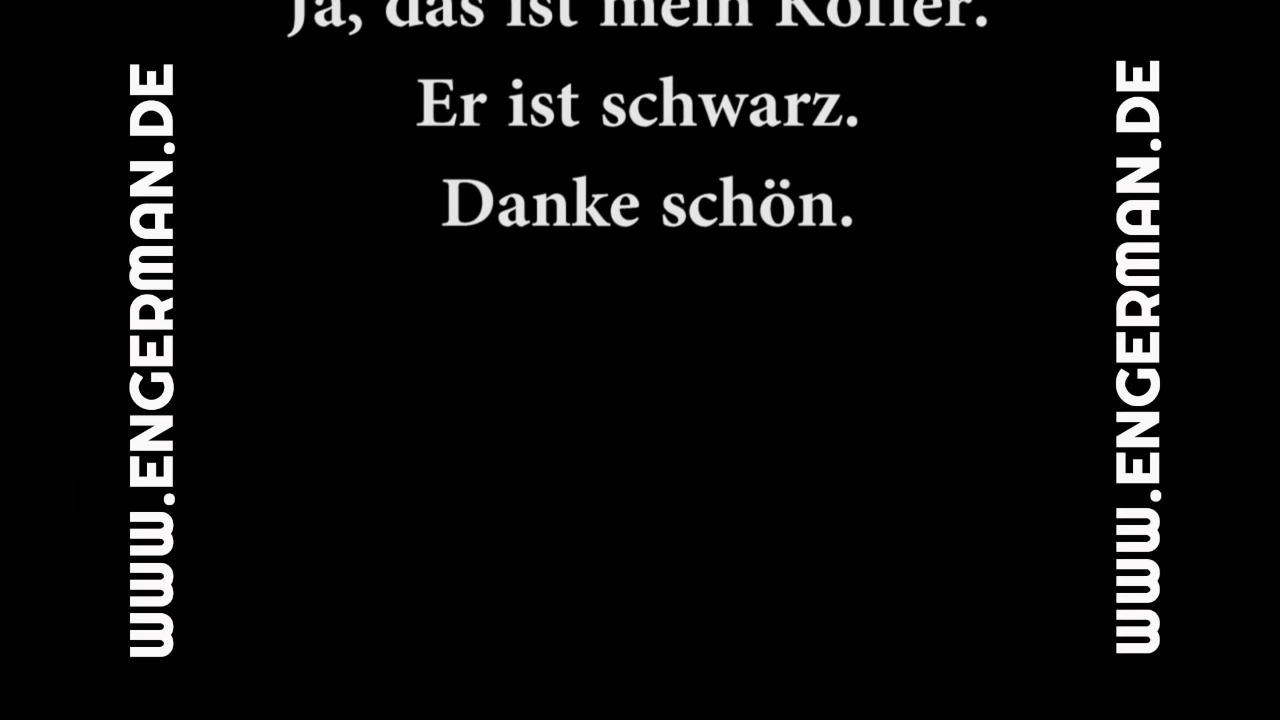 Ja, das ist mein Koffer.
Er ist schwarz.
Danke schön.
WWW.ENGERMAN.DE
WWW.ENGERMAN.DE